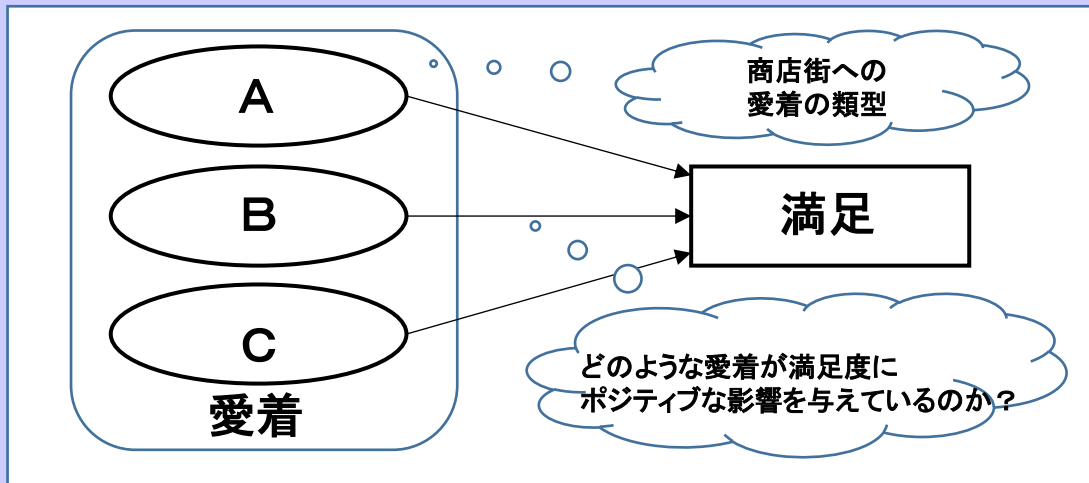 A
商店街への
愛着の類型
B
満足
C
どのような愛着が満足度に
ポジティブな影響を与えているのか？
愛着